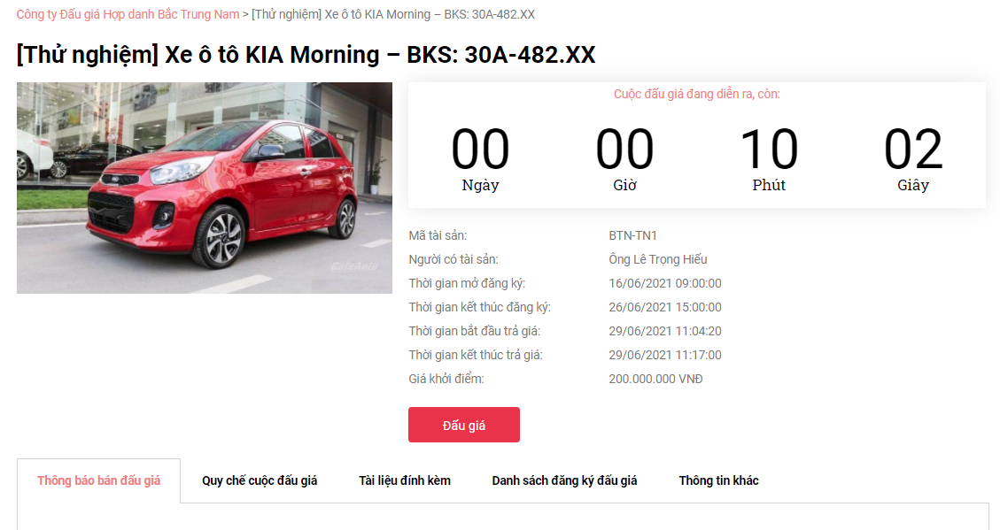 Công ty Đấu giá Hợp danh Bắc Trung Nam > [Thử nghiệm] Xe ô tô KIA Morning – BKS: 30A-482.XX
[Thử nghiệm] Xe ô tô KIA Morning – BKS: 30A-482.XX
Cuộc đấu giá đang diễn ra, còn:
00 00 10 02
Ngày Giờ Phút Giây
KIA
CafeAuto
Mã tài sản: BTN-TN1
Người có tài sản: Ông Lê Trọng Hiếu
Thời gian mở đăng ký: 16/06/2021 09:00:00
Thời gian kết thúc đăng ký: 26/06/2021 15:00:00
Thời gian bắt đầu trả giá: 29/06/2021 11:04:20
Thời gian kết thúc trả giá: 29/06/2021 11:17:00
Giá khởi điểm: 200.000.000 VNĐ
Đấu giá
Thông báo bán đấu giá Quy chế cuộc đấu giá Tài liệu đính kèm Danh sách đăng ký đấu giá Thông tin khác